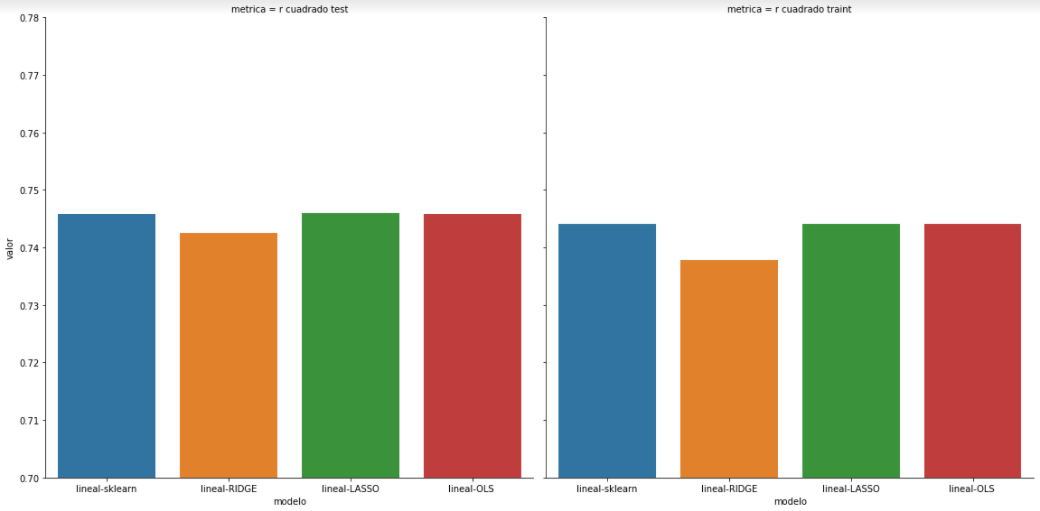 metrica = r cuadrado test
metrica = r cuadrado traint
0.78
0.77
0.76
0.75
0.74
0.73
0.72
0.71
0.70
valor
lineal-sklearn
lineal-RIDGE
lineal-LASSO
lineal-OLS
modelo
lineal-sklearn
lineal-RIDGE
lineal-LASSO
lineal-OLS
modelo